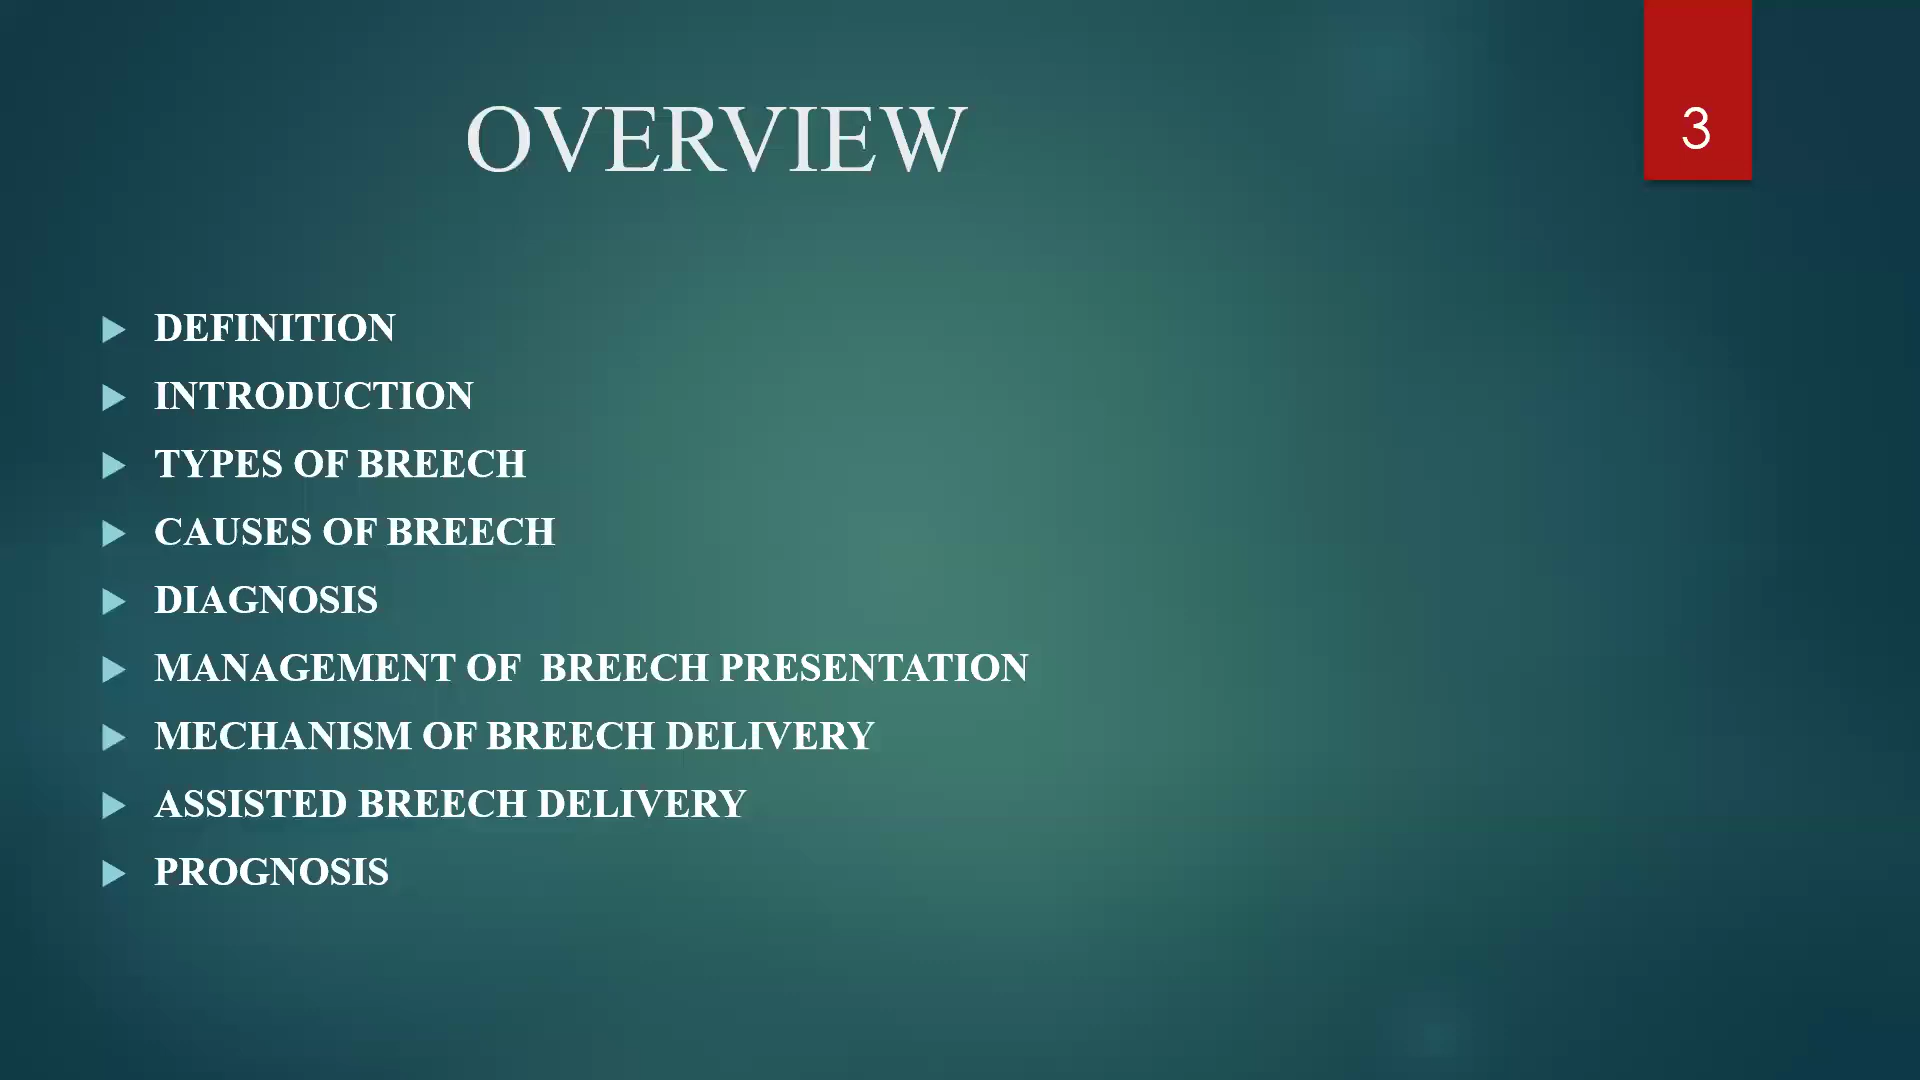 OVERVIEW
3
DEFINITION
INTRODUCTION
TYPES OF BREECH
CAUSES OF BREECH
DIAGNOSIS
MANAGEMENT OF  BREECH PRESENTATION
MECHANISM OF BREECH DELIVERY
ASSISTED BREECH DELIVERY
PROGNOSIS